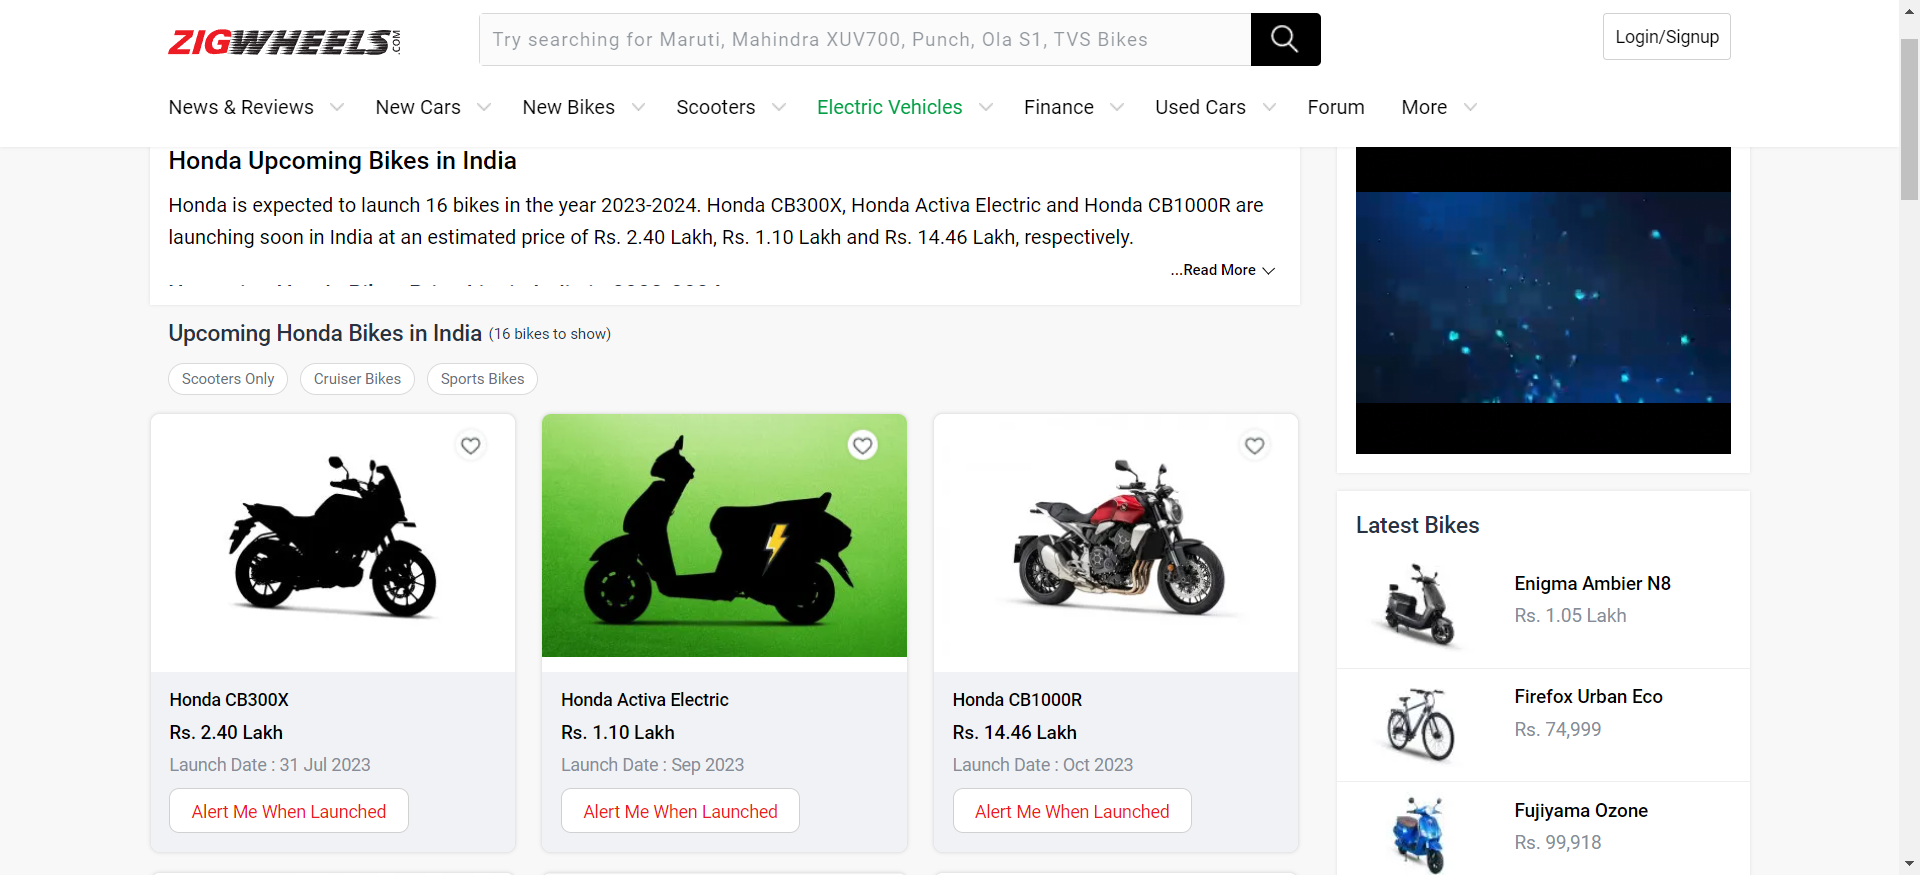 ZIGWHEELS.COM
Try searching for Maruti, Mahindra XUV700, Punch, Ola S1, TVS Bikes
Login/Signup
News & Reviews
New Cars
New Bikes
Scooters
Electric Vehicles
Finance
Used Cars
Forum
More
Honda Upcoming Bikes in India
Honda is expected to launch 16 bikes in the year 2023-2024. Honda CB300X, Honda Activa Electric and Honda CB1000R are
launching soon in India at an estimated price of Rs. 2.40 Lakh, Rs. 1.10 Lakh and Rs. 14.46 Lakh, respectively.
...Read More
Upcoming Honda Bikes in India (16 bikes to show)
Scooters Only
Cruiser Bikes
Sports Bikes
Honda CB300X
Rs. 2.40 Lakh
Launch Date : 31 Jul 2023
Alert Me When Launched
Honda Activa Electric
Rs. 1.10 Lakh
Launch Date : Sep 2023
Alert Me When Launched
Honda CB1000R
Rs. 14.46 Lakh
Launch Date : Oct 2023
Alert Me When Launched
Latest Bikes
Enigma Ambier N8
Rs. 1.05 Lakh
Firefox Urban Eco
Rs. 74,999
Fujiyama Ozone
Rs. 99,918